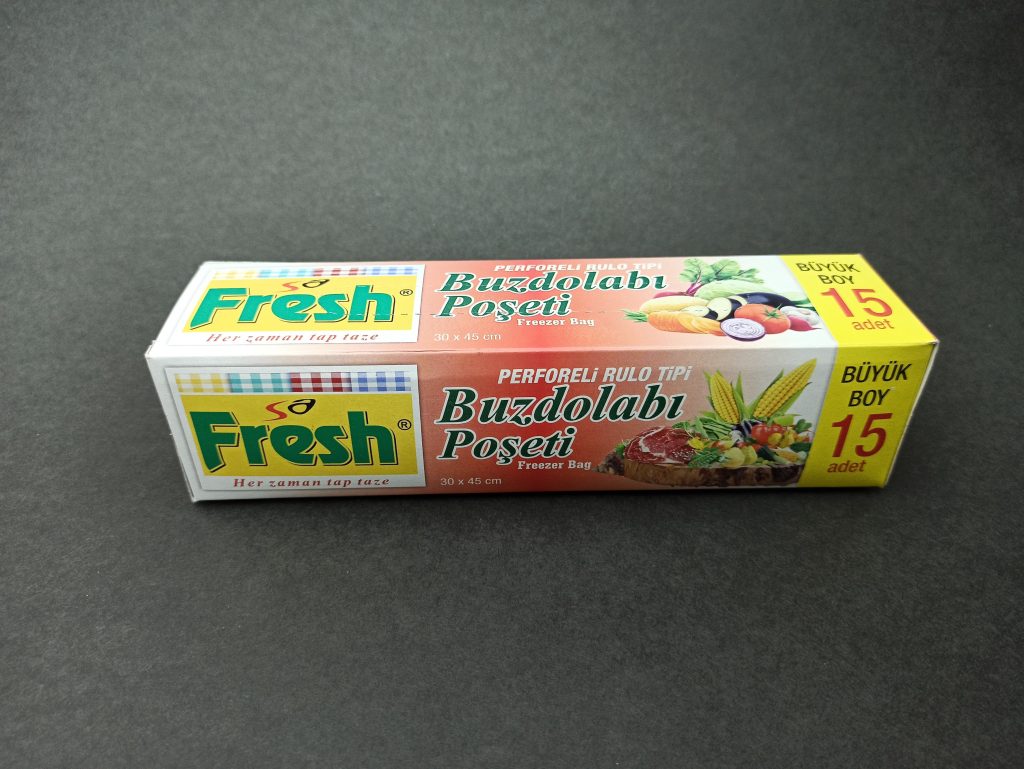 sa
Fresh®
Her zaman tap taze
PERFORELİ RULO TİPİ
Buzdolabı
Poşeti
Freezer Bag
30 x 45 cm
BÜYÜK
BOY
15
adet
sa
Fresh®
Her zaman tap taze
PERFORELİ RULO TİPİ
Buzdolabı
Poşeti
Freezer Bag
30 x 45 cm
BÜYÜK
BOY
15
adet